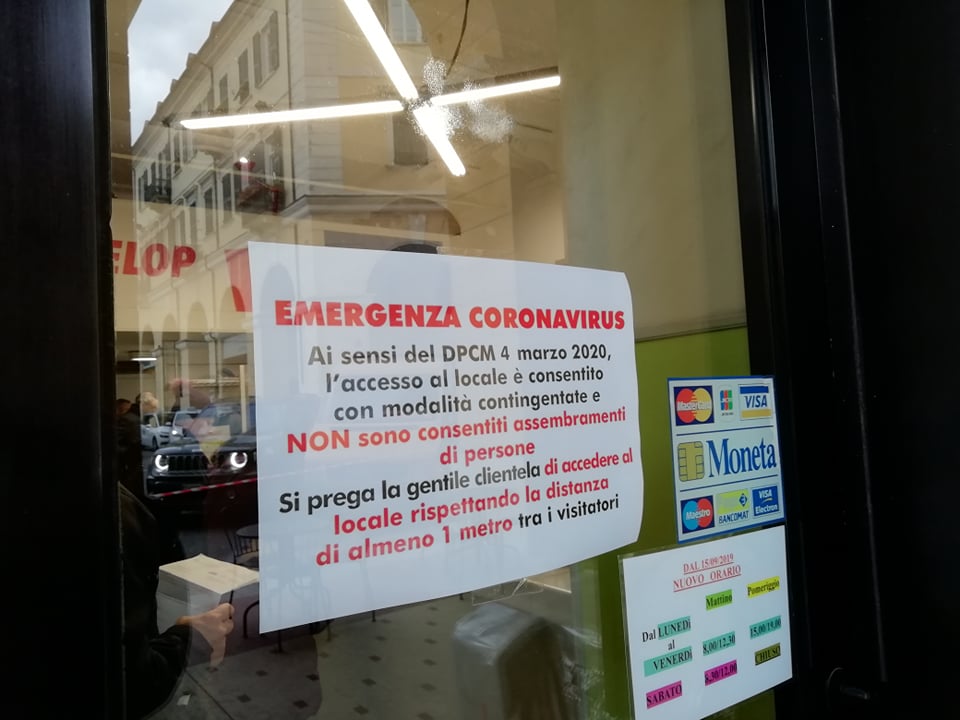 ELOP
EMERGENZA CORONAVIRUS
Ai sensi del DPCM 4 marzo 2020,
l'accesso al locale è consentito
con modalità contingentate e
NON sono consentiti assembramenti
di persone
Si prega la gentile clientela di accedere al
locale rispettando la distanza
di almeno 1 metro tra i visitatori
MasterCard JCB VISA
Moneta
Maestro BANCOMAT VISA Electron
DAL 15/09/2019
NUOVO ORARIO
Mattino Pomeriggio
Dal LUNEDì
al 8,00/12,30 15,00/19,00
VENERDì
SABATO 8,30/12,00 CHIUSO